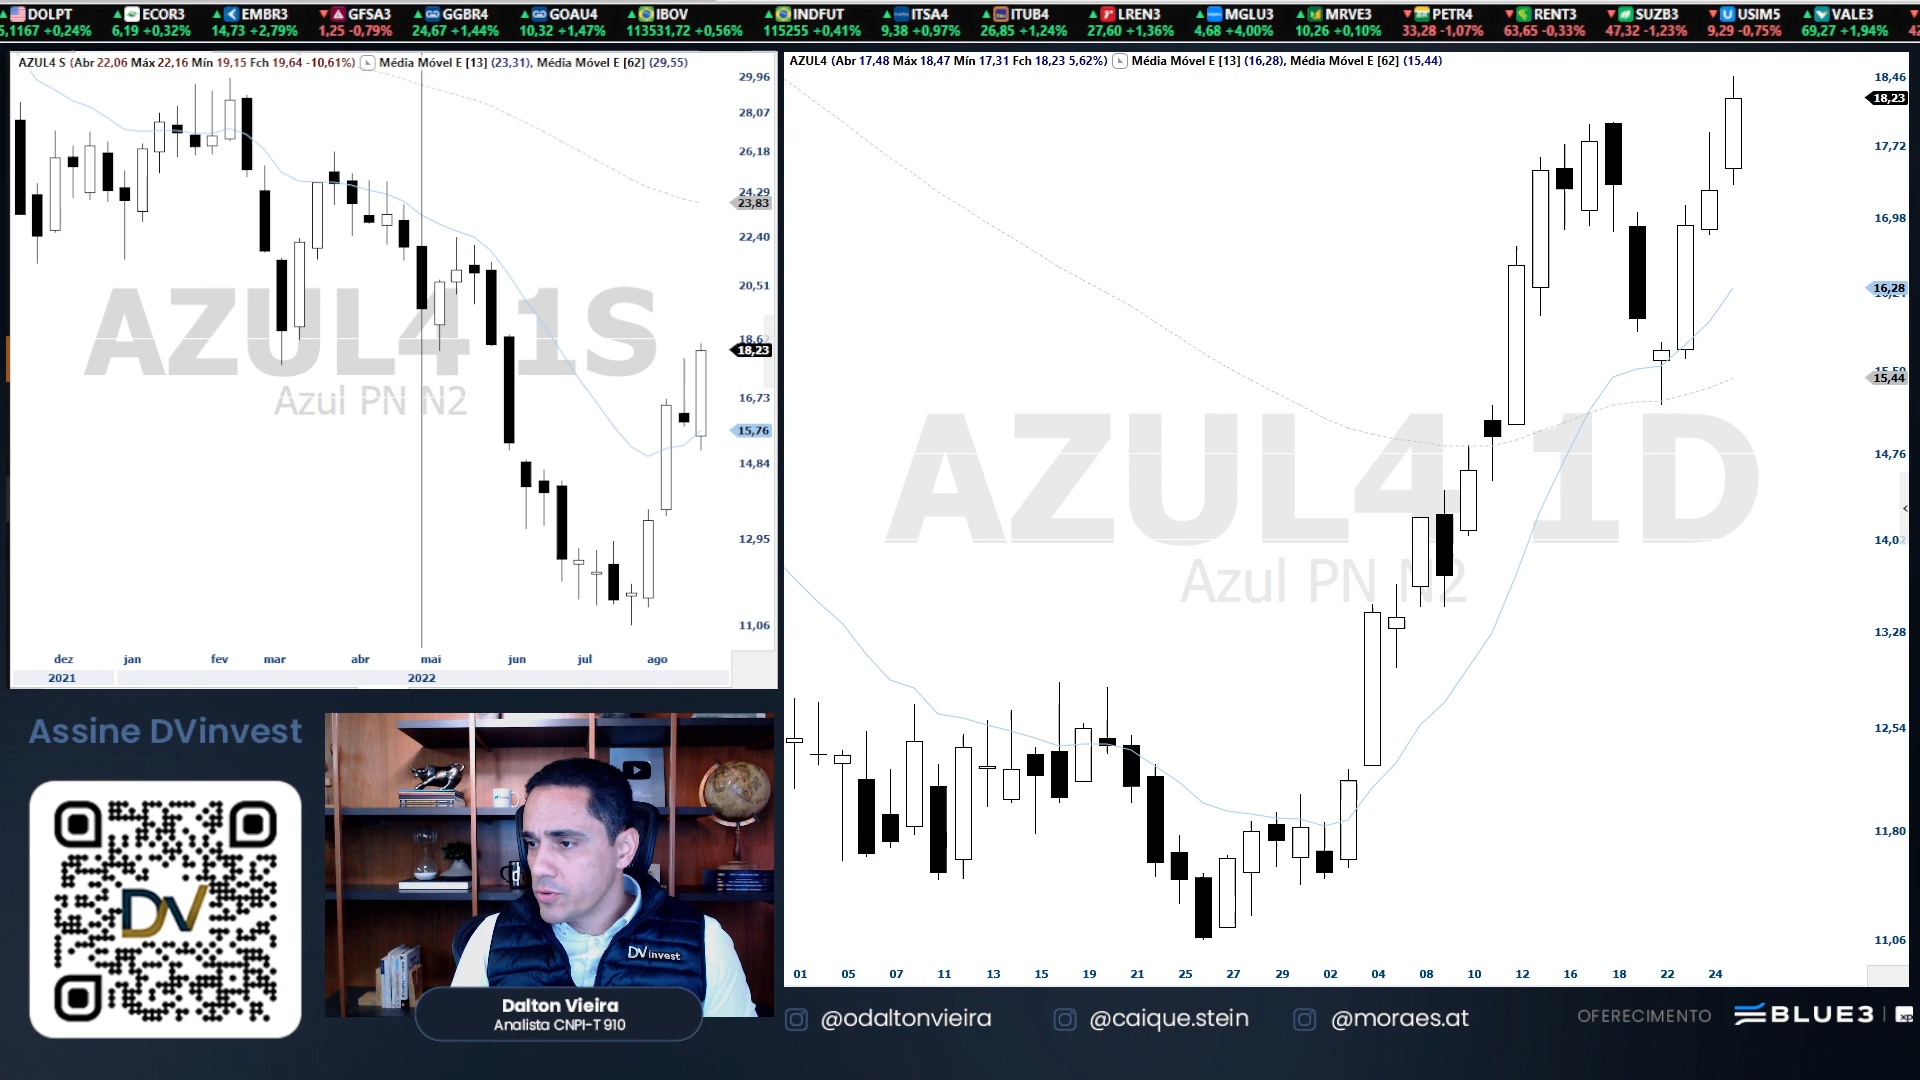 DOLPT ECOR3 EMBR3 GFSA3 GGBR4 GOAU4 IBOV INDFUT ITSA4 ITUB4 LREN3 MGLU3 MRVE3 PETR4 RENT3 SUZB3 USIM5 VALE3
5,1167 +0,24% 6,19 +0,32% 14,73 +2,79% 1,25 -0,79% 24,67 +1,44% 10,32 +1,47% 113531,72 +0,56% 115255 +0,41% 9,38 +0,97% 26,85 +1,24% 27,60 +1,36% 4,68 +4,00% 10,26 +0,10% 33,28 -1,07% 63,65 -0,33% 47,32 -1,23% 9,29 -0,75% 69,27 +1,94%
AZUL4 S (Abr 22,06 Máx 22,16 Mín 19,15 Fch 19,64 -10,61%) Média Móvel E [13] (23,31), Média Móvel E [62] (29,55)
29,96
28,07
26,18
24,29
23,83
22,40
20,51
18,23
16,73
15,76
14,84
12,95
11,06
AZUL4 1S
Azul PN N2
dez jan fev mar abr mai jun jul ago
2021 2022
AZUL4 (Abr 17,48 Máx 18,47 Mín 17,31 Fch 18,23 5,62%) Média Móvel E [13] (16,28), Média Móvel E [62] (15,44)
18,46
18,23
17,72
16,98
16,28
15,44
14,76
13,28
12,54
11,80
11,06
AZUL4 1D
Azul PN N2
01 05 07 11 13 15 19 21 25 27 29 02 04 08 10 12 16 18 22 24
Assine DVinvest
DV
DVinvest
Dalton Vieira
Analista CNPI-T 910
@odaltonvieira @caique.stein @moraes.at
OFERECIMENTO BLUE3 xp